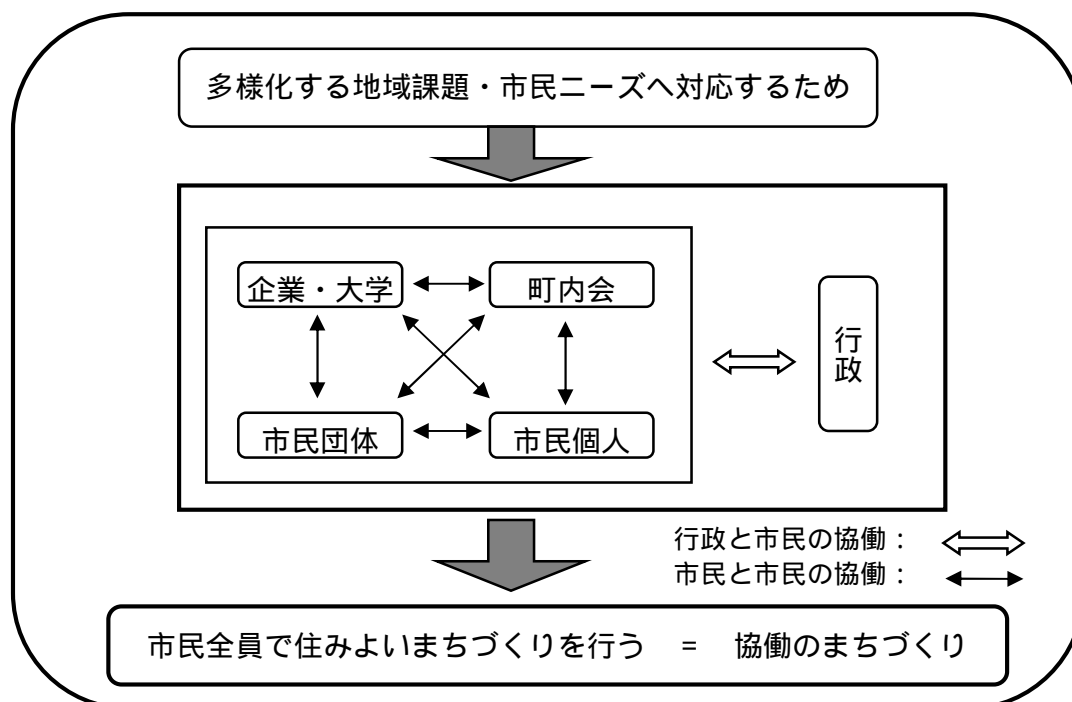 多様化する地域課題・市民ニーズへ対応するため
企業・大学
町内会
行政
市民団体
市民個人
行政と市民の協働：
市民と市民の協働：
市民全員で住みよいまちづくりを行う = 協働のまちづくり